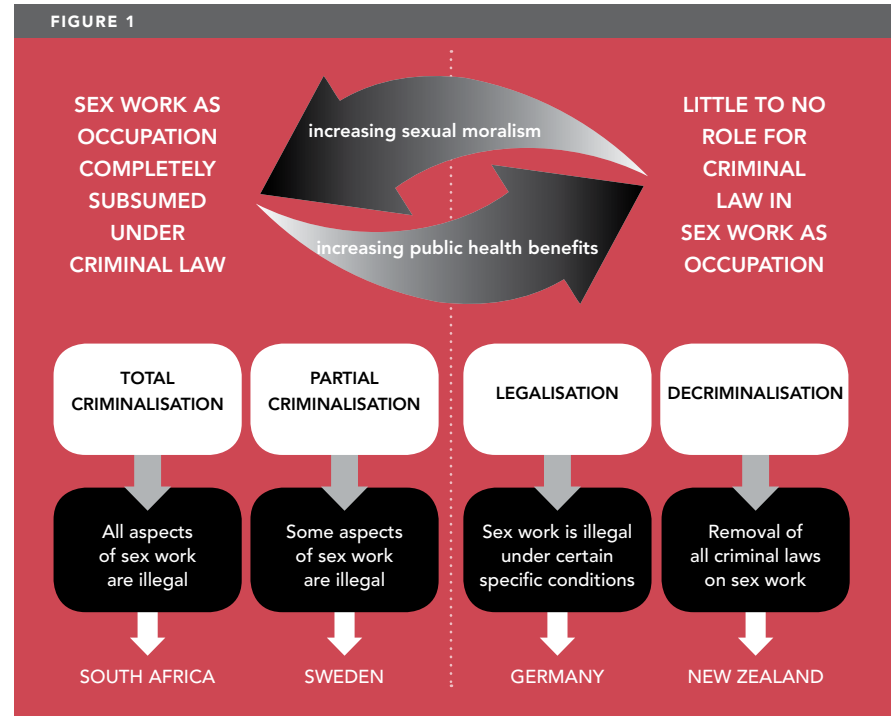 FIGURE 1
SEX WORK AS
OCCUPATION
COMPLETELY
SUBSUMED
UNDER
CRIMINAL LAW
increasing sexual moralism
increasing public health benefits
LITTLE TO NO
ROLE FOR
CRIMINAL
LAW IN
SEX WORK AS
OCCUPATION
TOTAL
CRIMINALISATION
PARTIAL
CRIMINALISATION
LEGALISATION
DECRIMINALISATION
All aspects
of sex work
are illegal
Some aspects
of sex work
are illegal
Sex work is illegal
under certain
specific conditions
Removal of
all criminal laws
on sex work
SOUTH AFRICA
SWEDEN
GERMANY
NEW ZEALAND